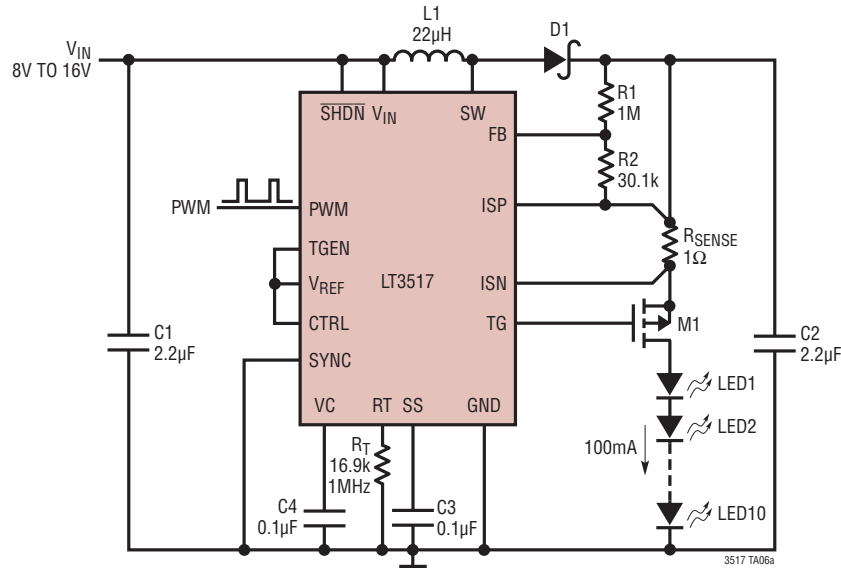 L1
22µH
D1
V_IN
8V TO 16V
R1
1M
SHDN V_IN SW
FB
R2
30.1k
ISP
PWM
PWM
R_SENSE
1Ω
TGEN
V_REF
LT3517
ISN
CTRL
TG
M1
C1
2.2µF
C2
2.2µF
SYNC
LED1
VC RT SS GND
LED2
R_T
16.9k
1MHz
100mA
C4
0.1µF
C3
0.1µF
LED10
3517 TA06a